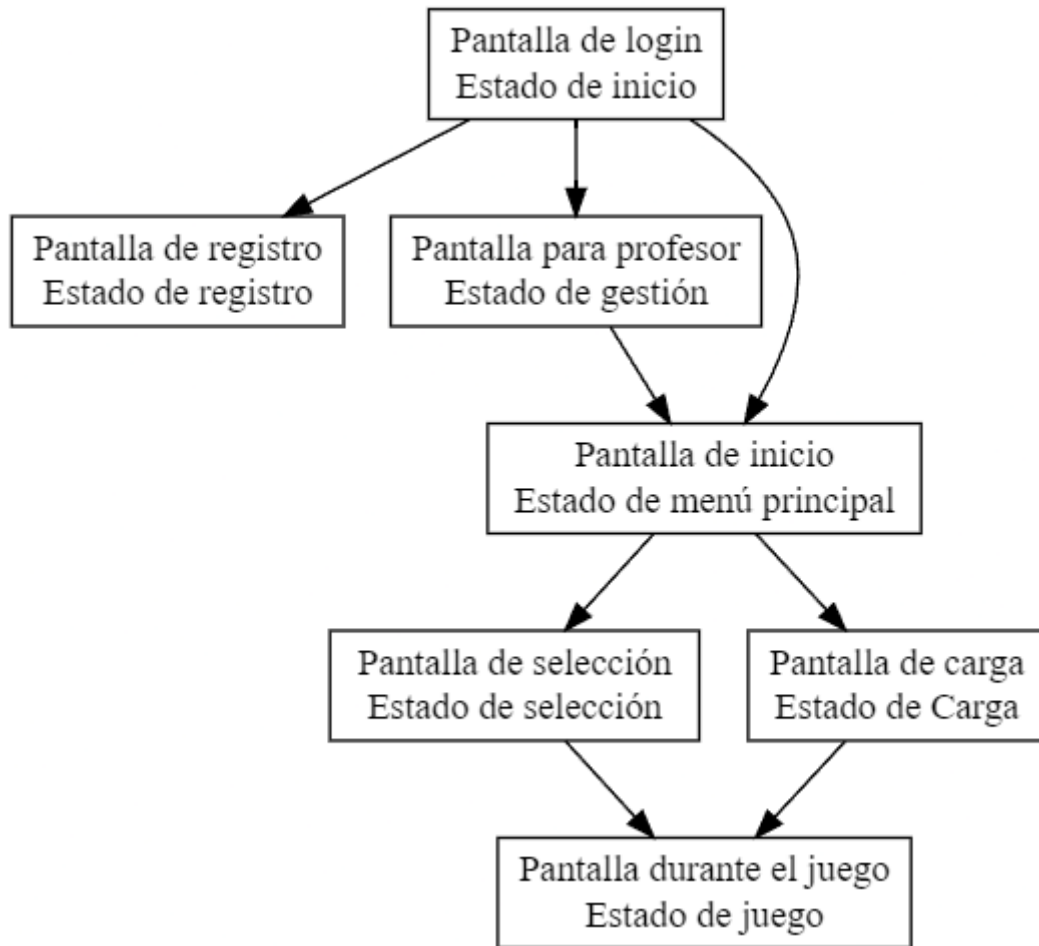 Pantalla de login
Estado de inicio
Pantalla de registro
Estado de registro
Pantalla para profesor
Estado de gestión
Pantalla de inicio
Estado de menú principal
Pantalla de selección
Estado de selección
Pantalla de carga
Estado de Carga
Pantalla durante el juego
Estado de juego